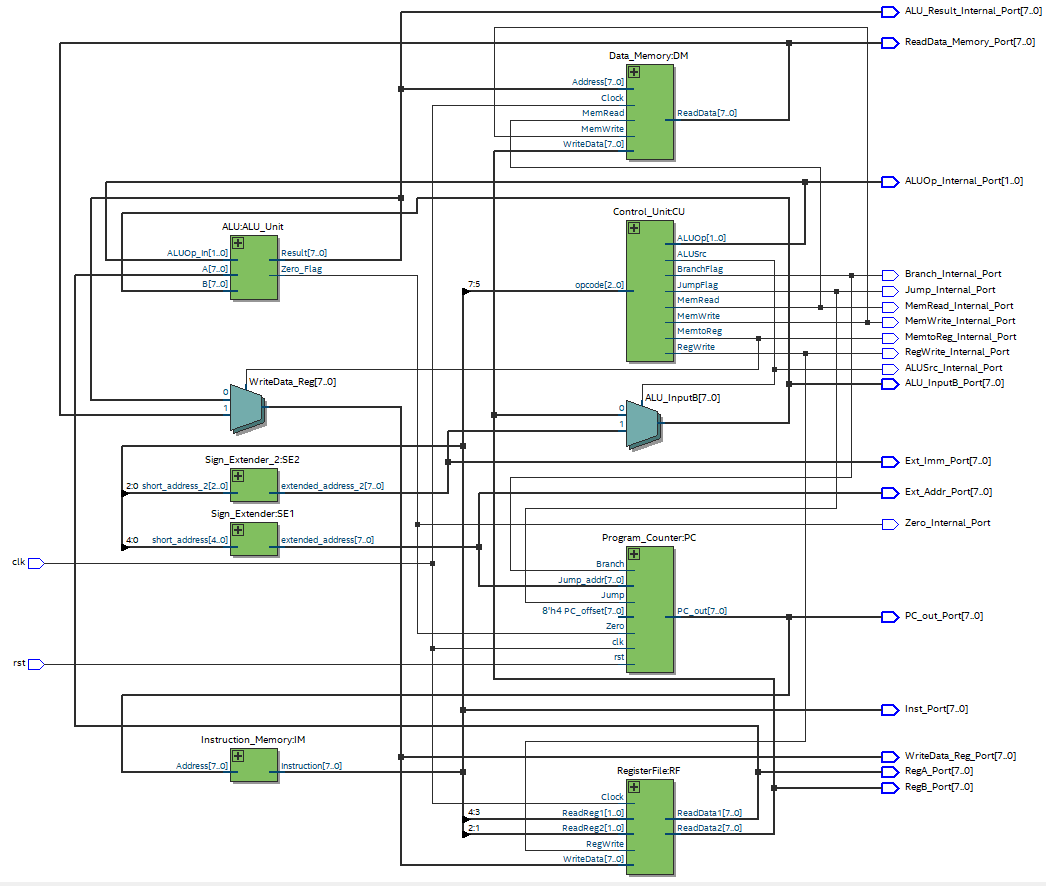 ALU_Result_Internal_Port[7..0]
ReadData_Memory_Port[7..0]
Data_Memory:DM
Address[7..0]
Clock
MemRead
MemWrite
WriteData[7..0]
ReadData[7..0]
ALUOp_Internal_Port[1..0]
Control_Unit:CU
opcode[2..0]
7:5
ALUOp[1..0]
ALUSrc
BranchFlag
JumpFlag
MemRead
MemWrite
MemtoReg
RegWrite
ALU:ALU_Unit
ALUOp_In[1..0]
A[7..0]
B[7..0]
Result[7..0]
Zero_Flag
Branch_Internal_Port
Jump_Internal_Port
MemRead_Internal_Port
MemWrite_Internal_Port
MemtoReg_Internal_Port
RegWrite_Internal_Port
ALUSrc_Internal_Port
ALU_InputB_Port[7..0]
WriteData_Reg[7..0]
0
1
ALU_InputB[7..0]
0
1
Sign_Extender_2:SE2
2:0 short_address_2[2..0]
extended_address_2[7..0]
Ext_Imm_Port[7..0]
Ext_Addr_Port[7..0]
Sign_Extender:SE1
4:0 short_address[4..0]
extended_address[7..0]
Zero_Internal_Port
clk
Program_Counter:PC
Branch
Jump_addr[7..0]
Jump
8'h4 PC_offset[7..0]
Zero
clk
rst
PC_out[7..0]
PC_out_Port[7..0]
rst
Inst_Port[7..0]
Instruction_Memory:IM
Address[7..0]
Instruction[7..0]
WriteData_Reg_Port[7..0]
RegA_Port[7..0]
RegB_Port[7..0]
RegisterFile:RF
Clock
4:3
ReadReg1[1..0]
2:1
ReadReg2[1..0]
RegWrite
WriteData[7..0]
ReadData1[7..0]
ReadData2[7..0]